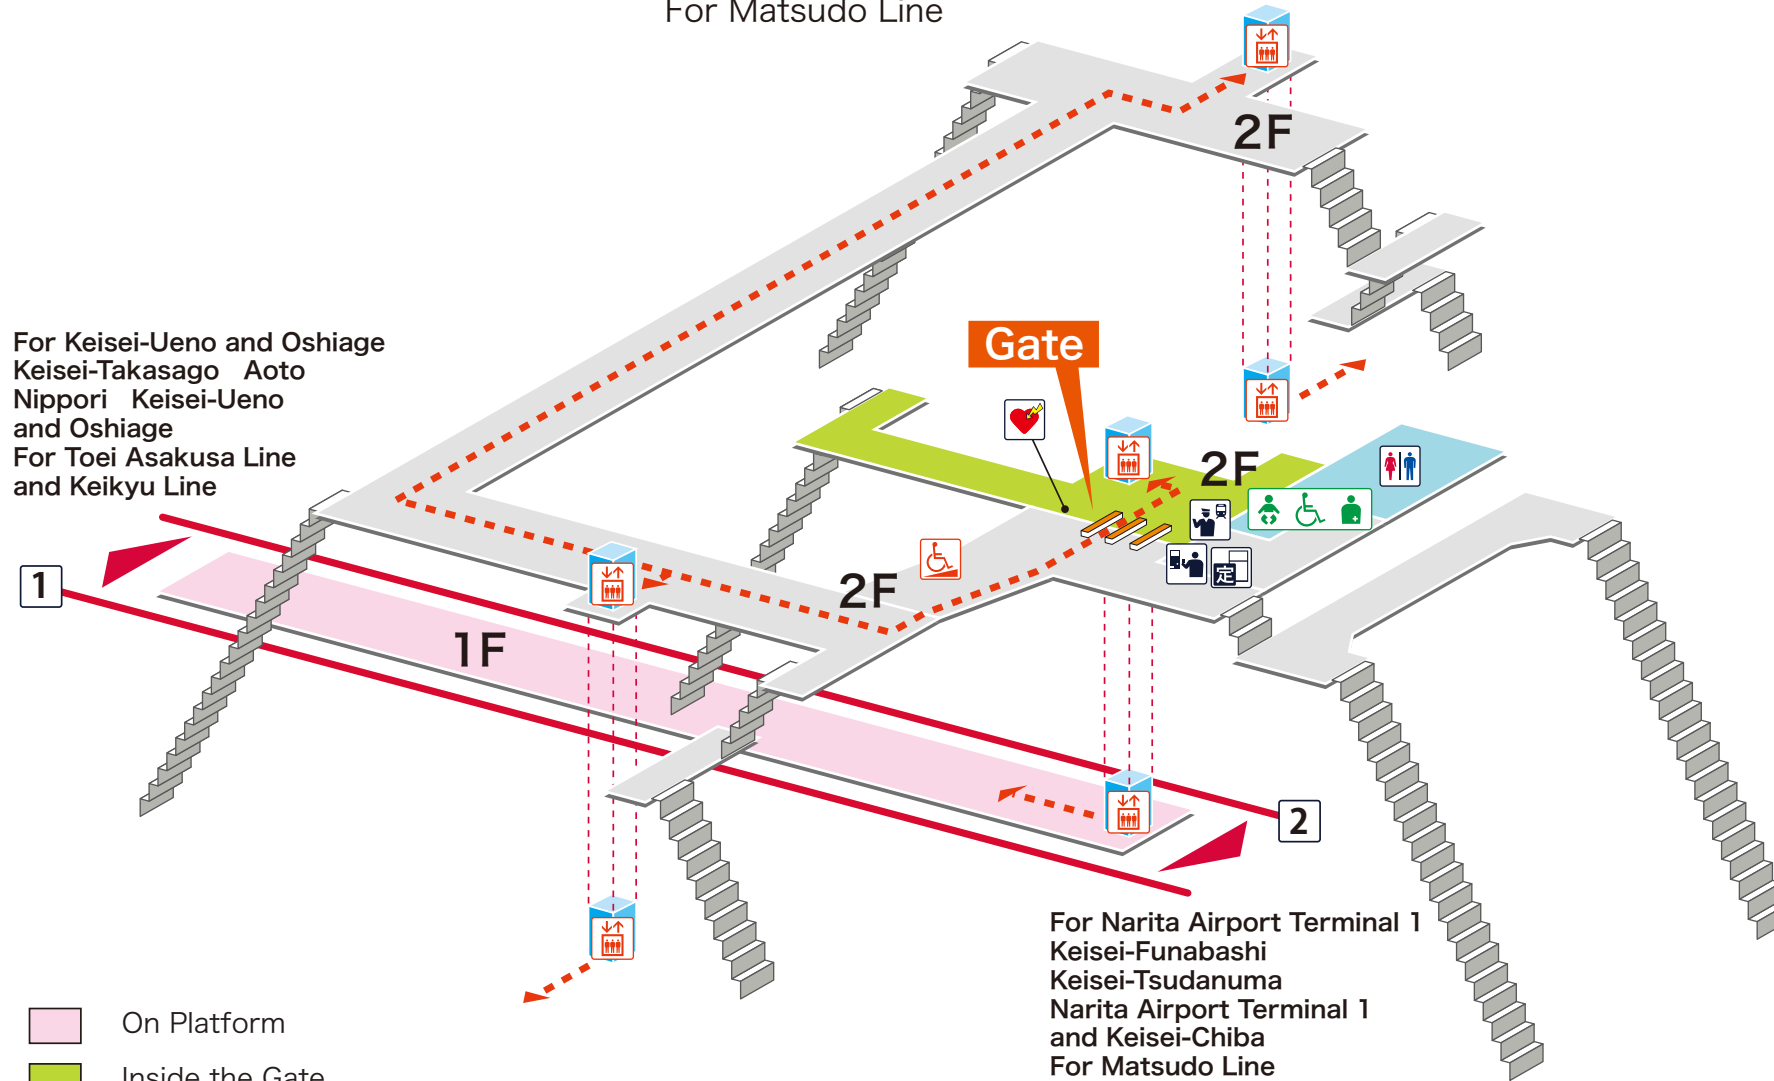 For Matsudo Line
2F
For Keisei-Ueno and Oshiage
Keisei-Takasago Aoto
Nippori Keisei-Ueno
and Oshiage
For Toei Asakusa Line
and Keikyu Line
Gate
2F
定
1
2F
1F
2
For Narita Airport Terminal 1
Keisei-Funabashi
Keisei-Tsudanuma
Narita Airport Terminal 1
and Keisei-Chiba
For Matsudo Line
On Platform
Inside the Gate